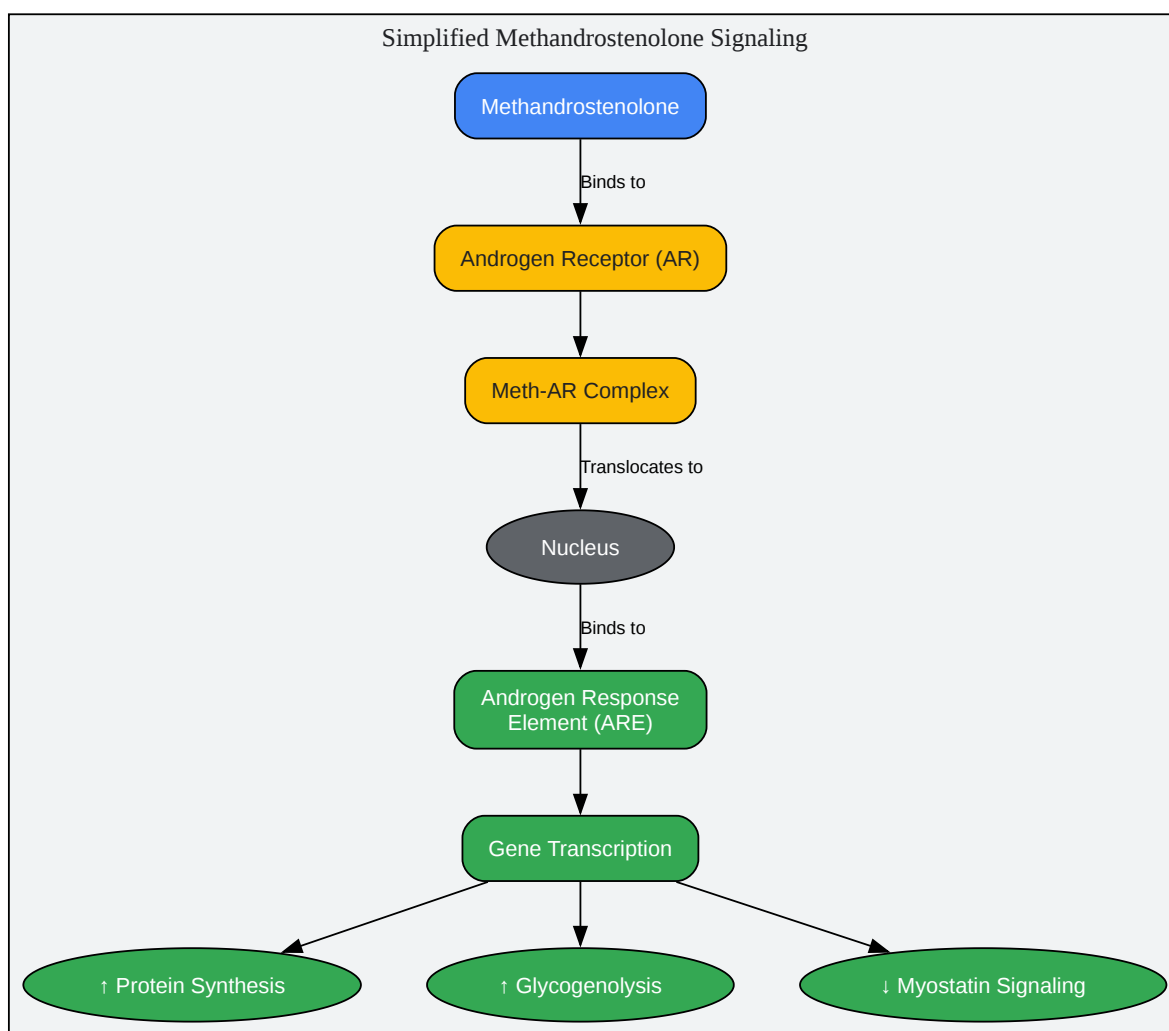 Simplified Methandrostenolone Signaling
Methandrostenolone
Binds to
Androgen Receptor (AR)
Meth-AR Complex
Translocates to
Nucleus
Binds to
Androgen Response
Element (ARE)
Gene Transcription
↑ Protein Synthesis
↑ Glycogenolysis
↓ Myostatin Signaling